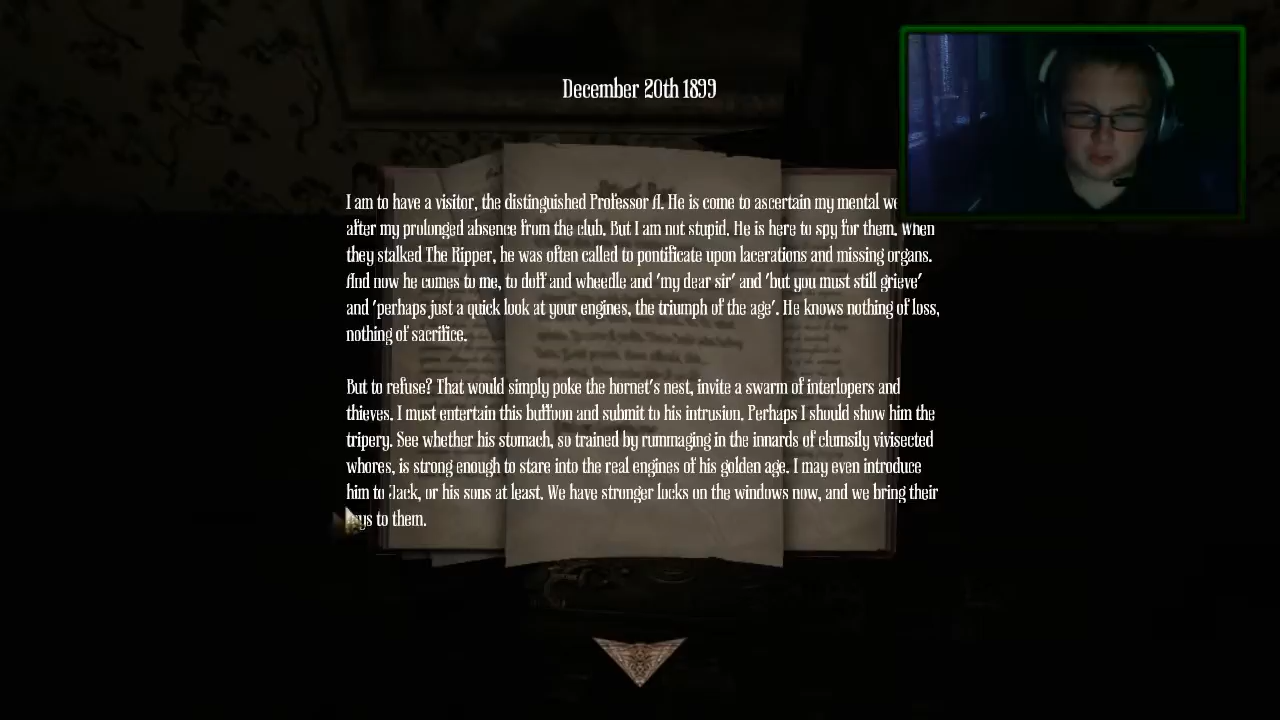 December 20th 1899
I am to have a visitor, the distinguished Professor A. He is come to ascertain my mental
after my prolonged absence from the club. But I am not stupid. He is here to spy for them. When
they stalked The Ripper, he was often called to pontificate upon lacerations and missing organs.
And now he comes to me, to doff and wheedle and 'my dear sir' and 'but you must still grieve'
and 'perhaps just a quick look at your engines, the triumph of the age'. He knows nothing of loss,
nothing of sacrifice.
But to refuse? That would simply poke the hornet's nest, invite a swarm of interlopers and
thieves. I must entertain this buffoon and submit to his intrusion. Perhaps I should show him the
tripery. See whether his stomach, so trained by rummaging in the innards of clumsily vivisected
whores, is strong enough to stare into the real engines of his golden age. I may even introduce
him to Jack, or his sons at least. We have stronger locks on the windows now, and we bring their
to them.